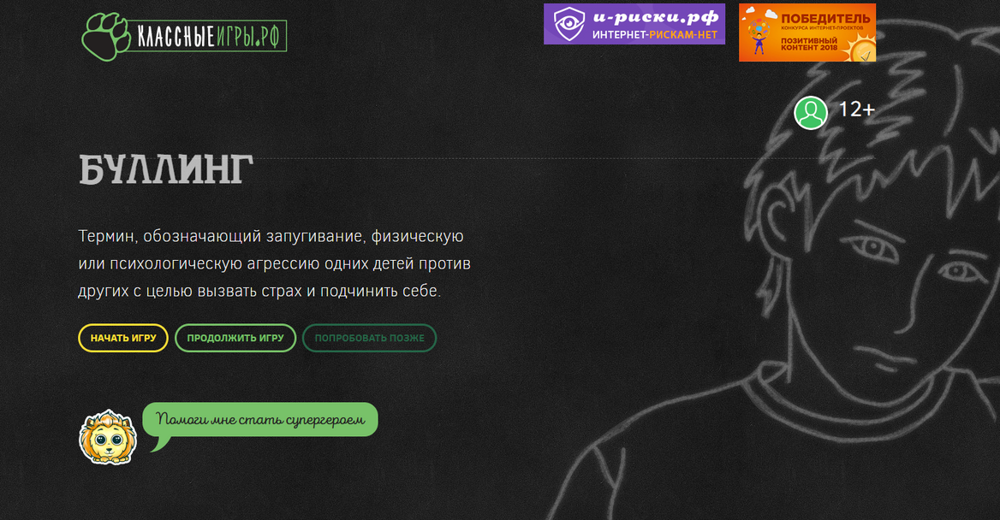 КЛАССНЫЕИГРЫ.РФ
и-риски.рф
ИНТЕРНЕТ-РИСКАМ-НЕТ
ПОБЕДИТЕЛЬ
КОНКУРСА ИНТЕРНЕТ-ПРОЕКТОВ
ПОЗИТИВНЫЙ
КОНТЕНТ 2018
12+
БУЛЛИНГ
Термин, обозначающий запугивание, физическую
или психологическую агрессию одних детей против
других с целью вызвать страх и подчинить себе.
НАЧАТЬ ИГРУ ПРОДОЛЖИТЬ ИГРУ ПОПРОБОВАТЬ ПОЗЖЕ
Помоги мне стать супергероем